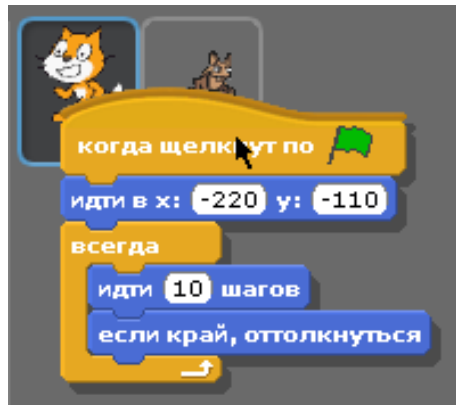 когда щелкнут по
идти в x: -220 y: -110
всегда
идти 10 шагов
если край, оттолкнуться